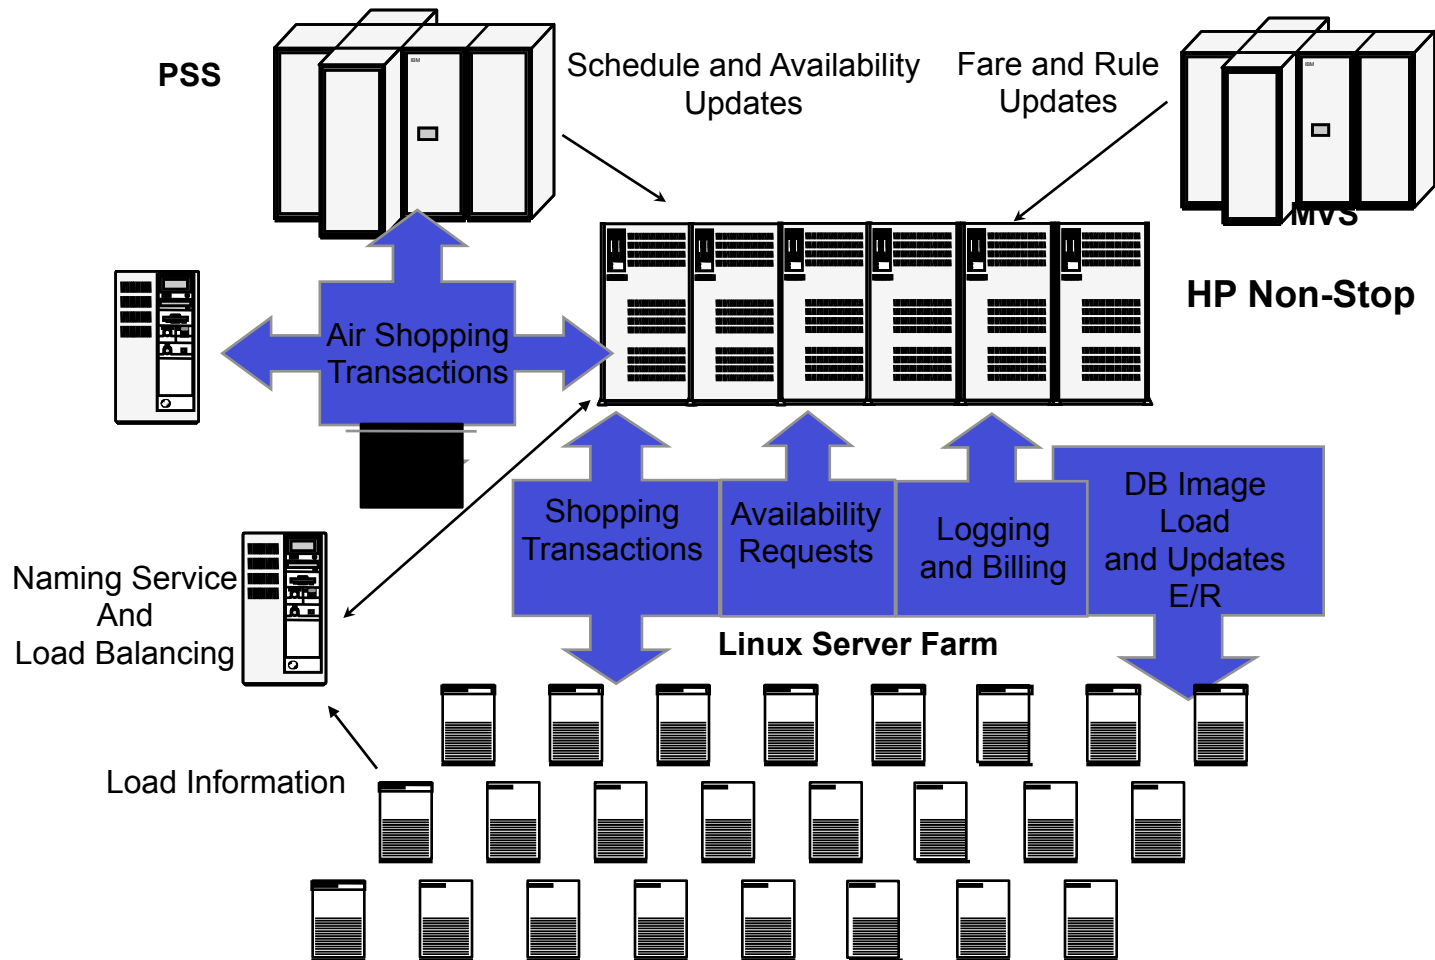 PSS
IBM
Schedule and Availability
Updates
Fare and Rule
Updates
IBM
MVS
HP Non-Stop
Air Shopping
Transactions
Shopping
Transactions
Availability
Requests
Logging
and Billing
DB Image
Load
and Updates
E/R
Naming Service
And
Load Balancing
Linux Server Farm
Load Information